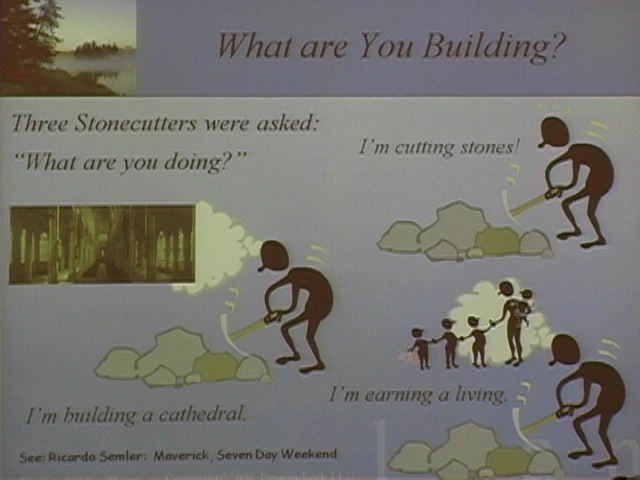 What are You Building?
Three Stonecutters were asked:
"What are you doing?"
I'm cutting stones!
I'm earning a living.
I'm building a cathedral.
See: Ricardo Semler: Maverick, Seven Day Weekend